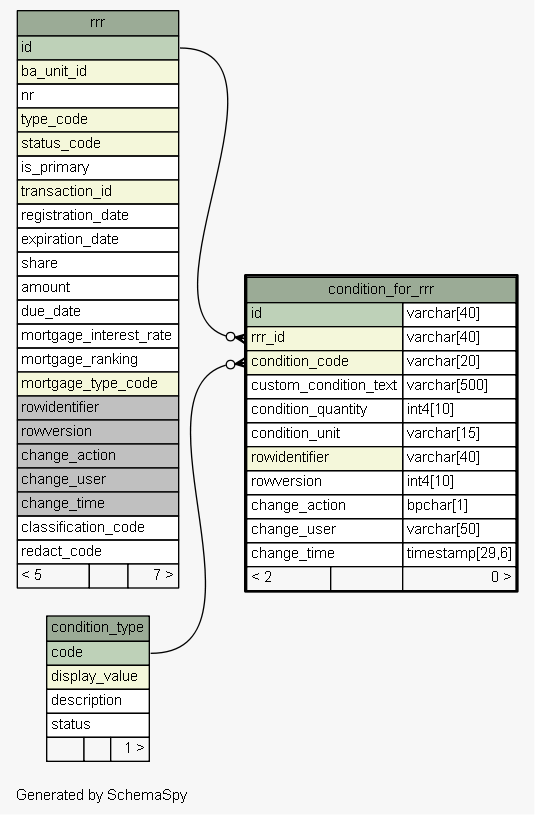 rrr
id
ba_unit_id
nr
type_code
status_code
is_primary
transaction_id
registration_date
expiration_date
share
amount
due_date
mortgage_interest_rate
mortgage_ranking
mortgage_type_code
rowidentifier
rowversion
change_action
change_user
change_time
classification_code
redact_code
< 5 7 >
condition_for_rrr
id varchar[40]
rrr_id varchar[40]
condition_code varchar[20]
custom_condition_text varchar[500]
condition_quantity int4[10]
condition_unit varchar[15]
rowidentifier varchar[40]
rowversion int4[10]
change_action bpchar[1]
change_user varchar[50]
change_time timestamp[29,6]
< 2 0 >
condition_type
code
display_value
description
status
1 >
Generated by SchemaSpy